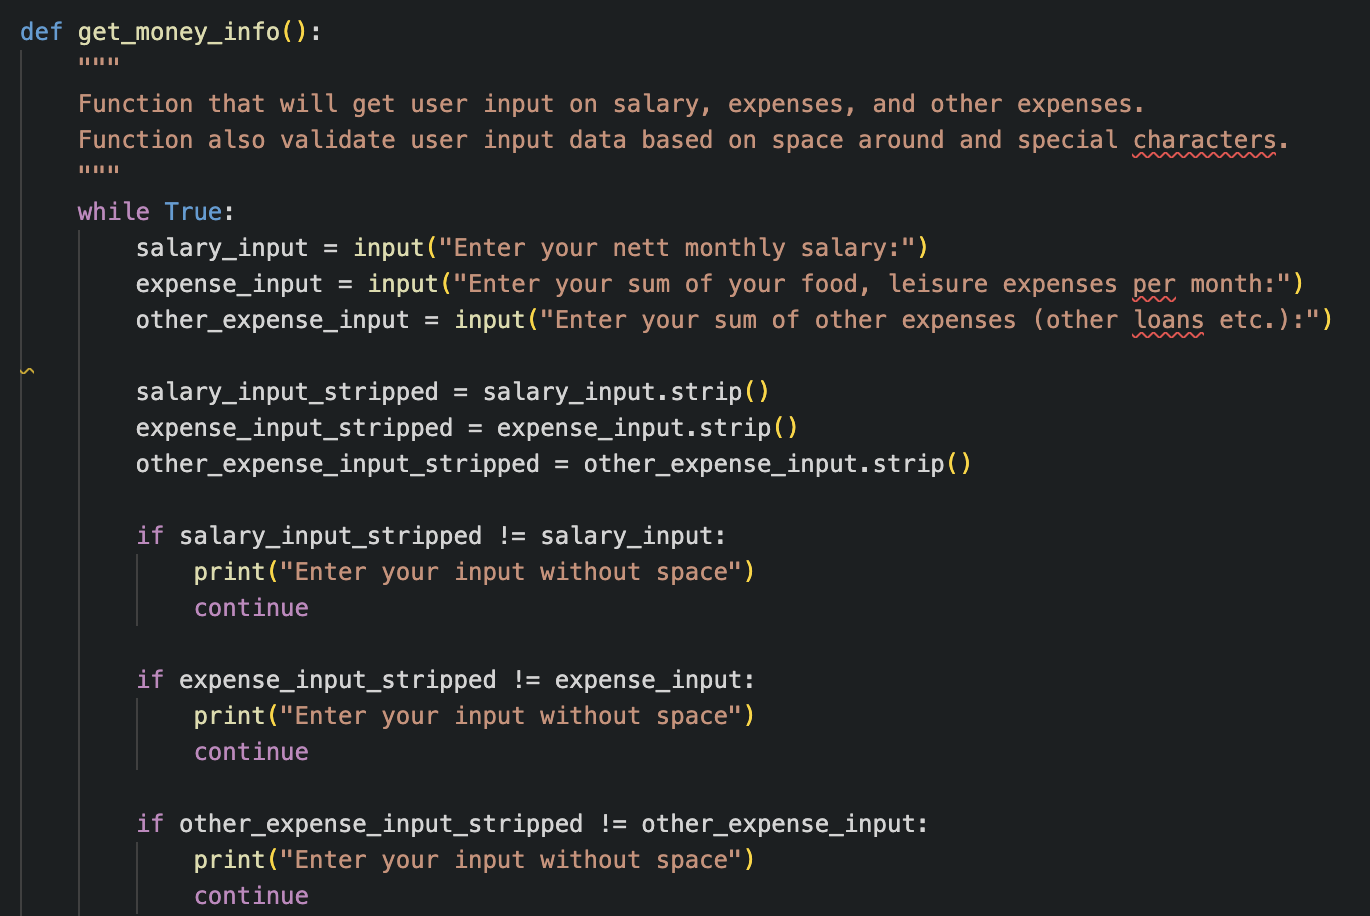 def get_money_info():
    """
    Function that will get user input on salary, expenses, and other expenses.
    Function also validate user input data based on space around and special characters.
    """
    while True:
        salary_input = input("Enter your nett monthly salary:")
        expense_input = input("Enter your sum of your food, leisure expenses per month:")
        other_expense_input = input("Enter your sum of other expenses (other loans etc.):")

        salary_input_stripped = salary_input.strip()
        expense_input_stripped = expense_input.strip()
        other_expense_input_stripped = other_expense_input.strip()

        if salary_input_stripped != salary_input:
            print("Enter your input without space")
            continue

        if expense_input_stripped != expense_input:
            print("Enter your input without space")
            continue

        if other_expense_input_stripped != other_expense_input:
            print("Enter your input without space")
            continue